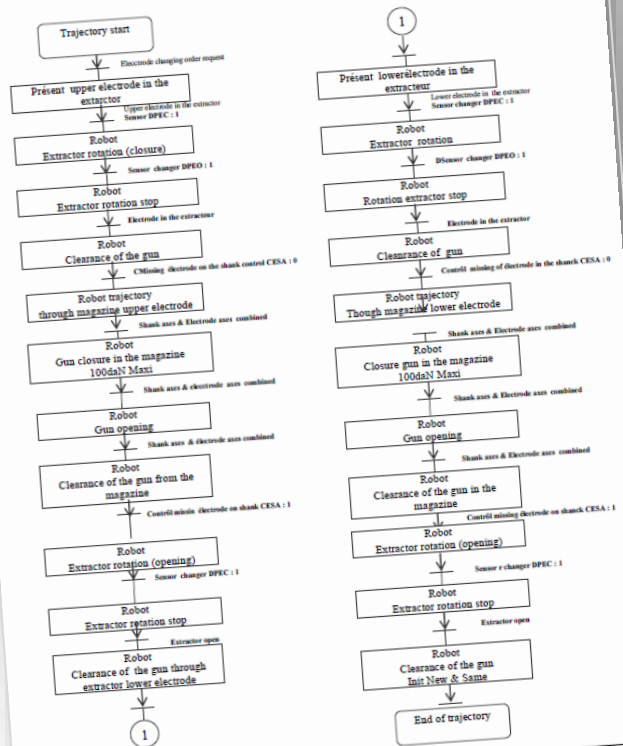 Trajectory start
Elecctrode changing order request
Présent upper electrode in the
extarctor
Upper electrode in the extractor
Sensor DPEC : 1
Robot
Extractor rotation (closure)
Sensor changer DPEO : 1
Robot
Extractor rotation stop
Electrode in the extracteur
Robot
Clearance of the gun
CMissing électrode on the shank control CESA : 0
Robot trajectory
through magazine upper electrode
Shank axes & Electrode axes combined
Robot
Gun closure in the magazine
100daN Maxi
Shank axes & elecctrode axes combined
Robot
Gun opening
Shank axes & électrode axes combined
Robot
Clearance of the gun from the
magazine
Contrôl missin électrode on shank CESA : 1
Robot
Extractor rotation (opening)
Sensor changer DPEC : 1
Robot
Extractor rotation stop
Extractor open
Robot
Clearance of the gun through
extractor lower electrode
1
1
Présent lowerélectrode in the
extracteur
Lower electrode in the extractor
Sensor changer DPEC : 1
Robot
Extractor rotation
DSensor changer DPEO : 1
Robot
Rotation extractor stop
Electrode in the extractor
Robot
Cleanrance of gun
Contrôl missing of électrode in the shanck CESA : 0
Robot trajectory
Though magazine lower electrode
Shank axes & Electrode axes combined
Robot
Closure gun in the magazine
100daN Maxi
Shank axes & Electrode axes combined
Robot
Gun opening
Shank axes & Electrode axes combined
Robot
Clearance of the gun in the
magazine
Contrôl missing électrode on shanck CESA : 1
Robot
Extractor rotation (opening)
Sensor r changer DPEC : 1
Robot
Extractor rotation stop
Extractor open
Robot
Clearance of the gun
Init New & Same
End of trajectory